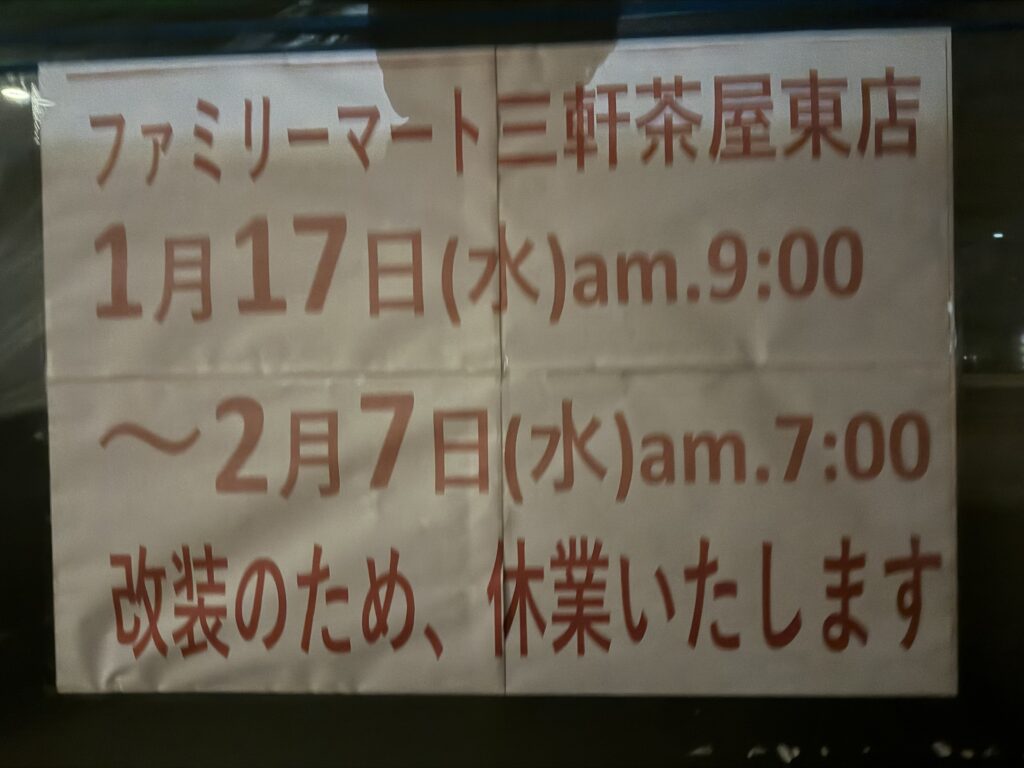 ファミリーマート三軒茶屋東店
1月17日(水)am.9:00
～2月7日(水)am.7:00
改装のため、休業いたします